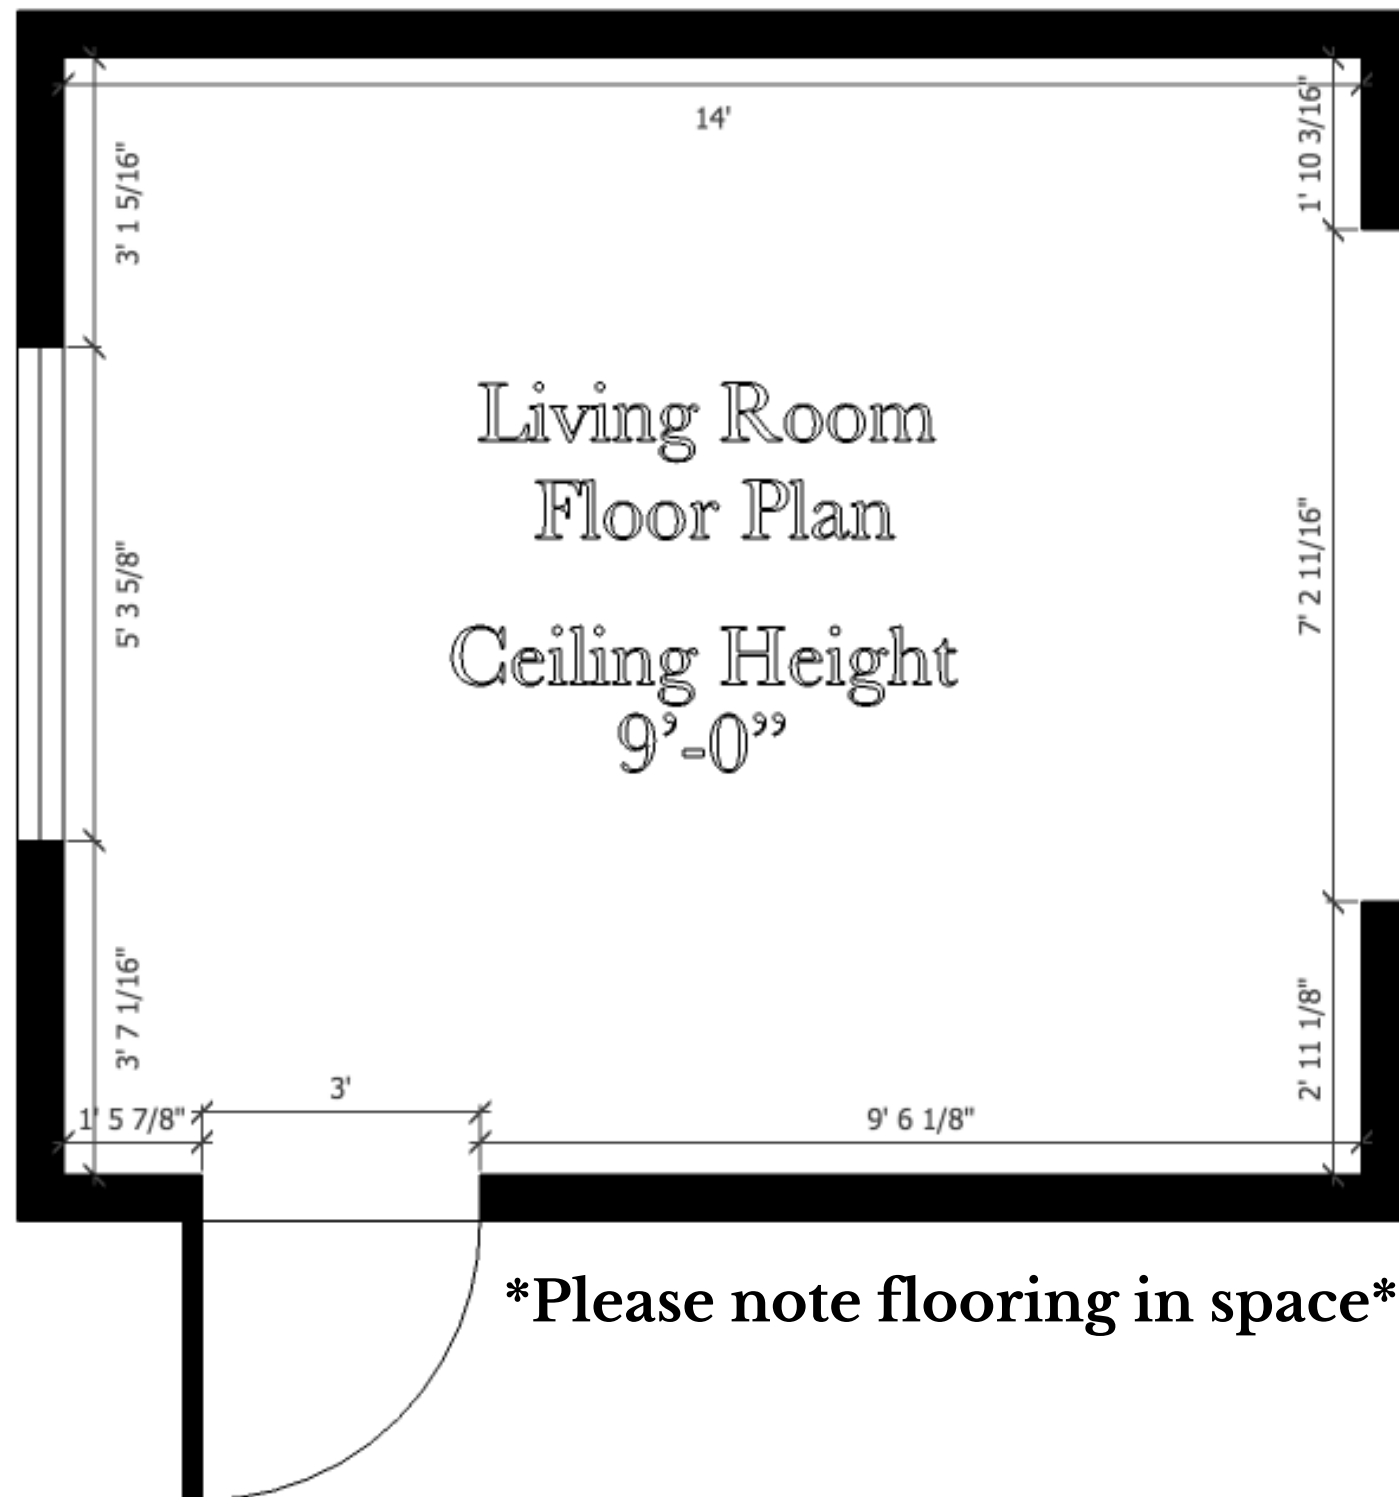 14'
3' 1 5/16"
1' 10 3/16"
Living Room
Floor Plan
5' 3 5/8"
7' 2 11/16"
Ceiling Height
9’-0”
3' 7 1/16"
2' 11 1/8"
3'
1' 5 7/8"
9' 6 1/8"
*Please note flooring in space*